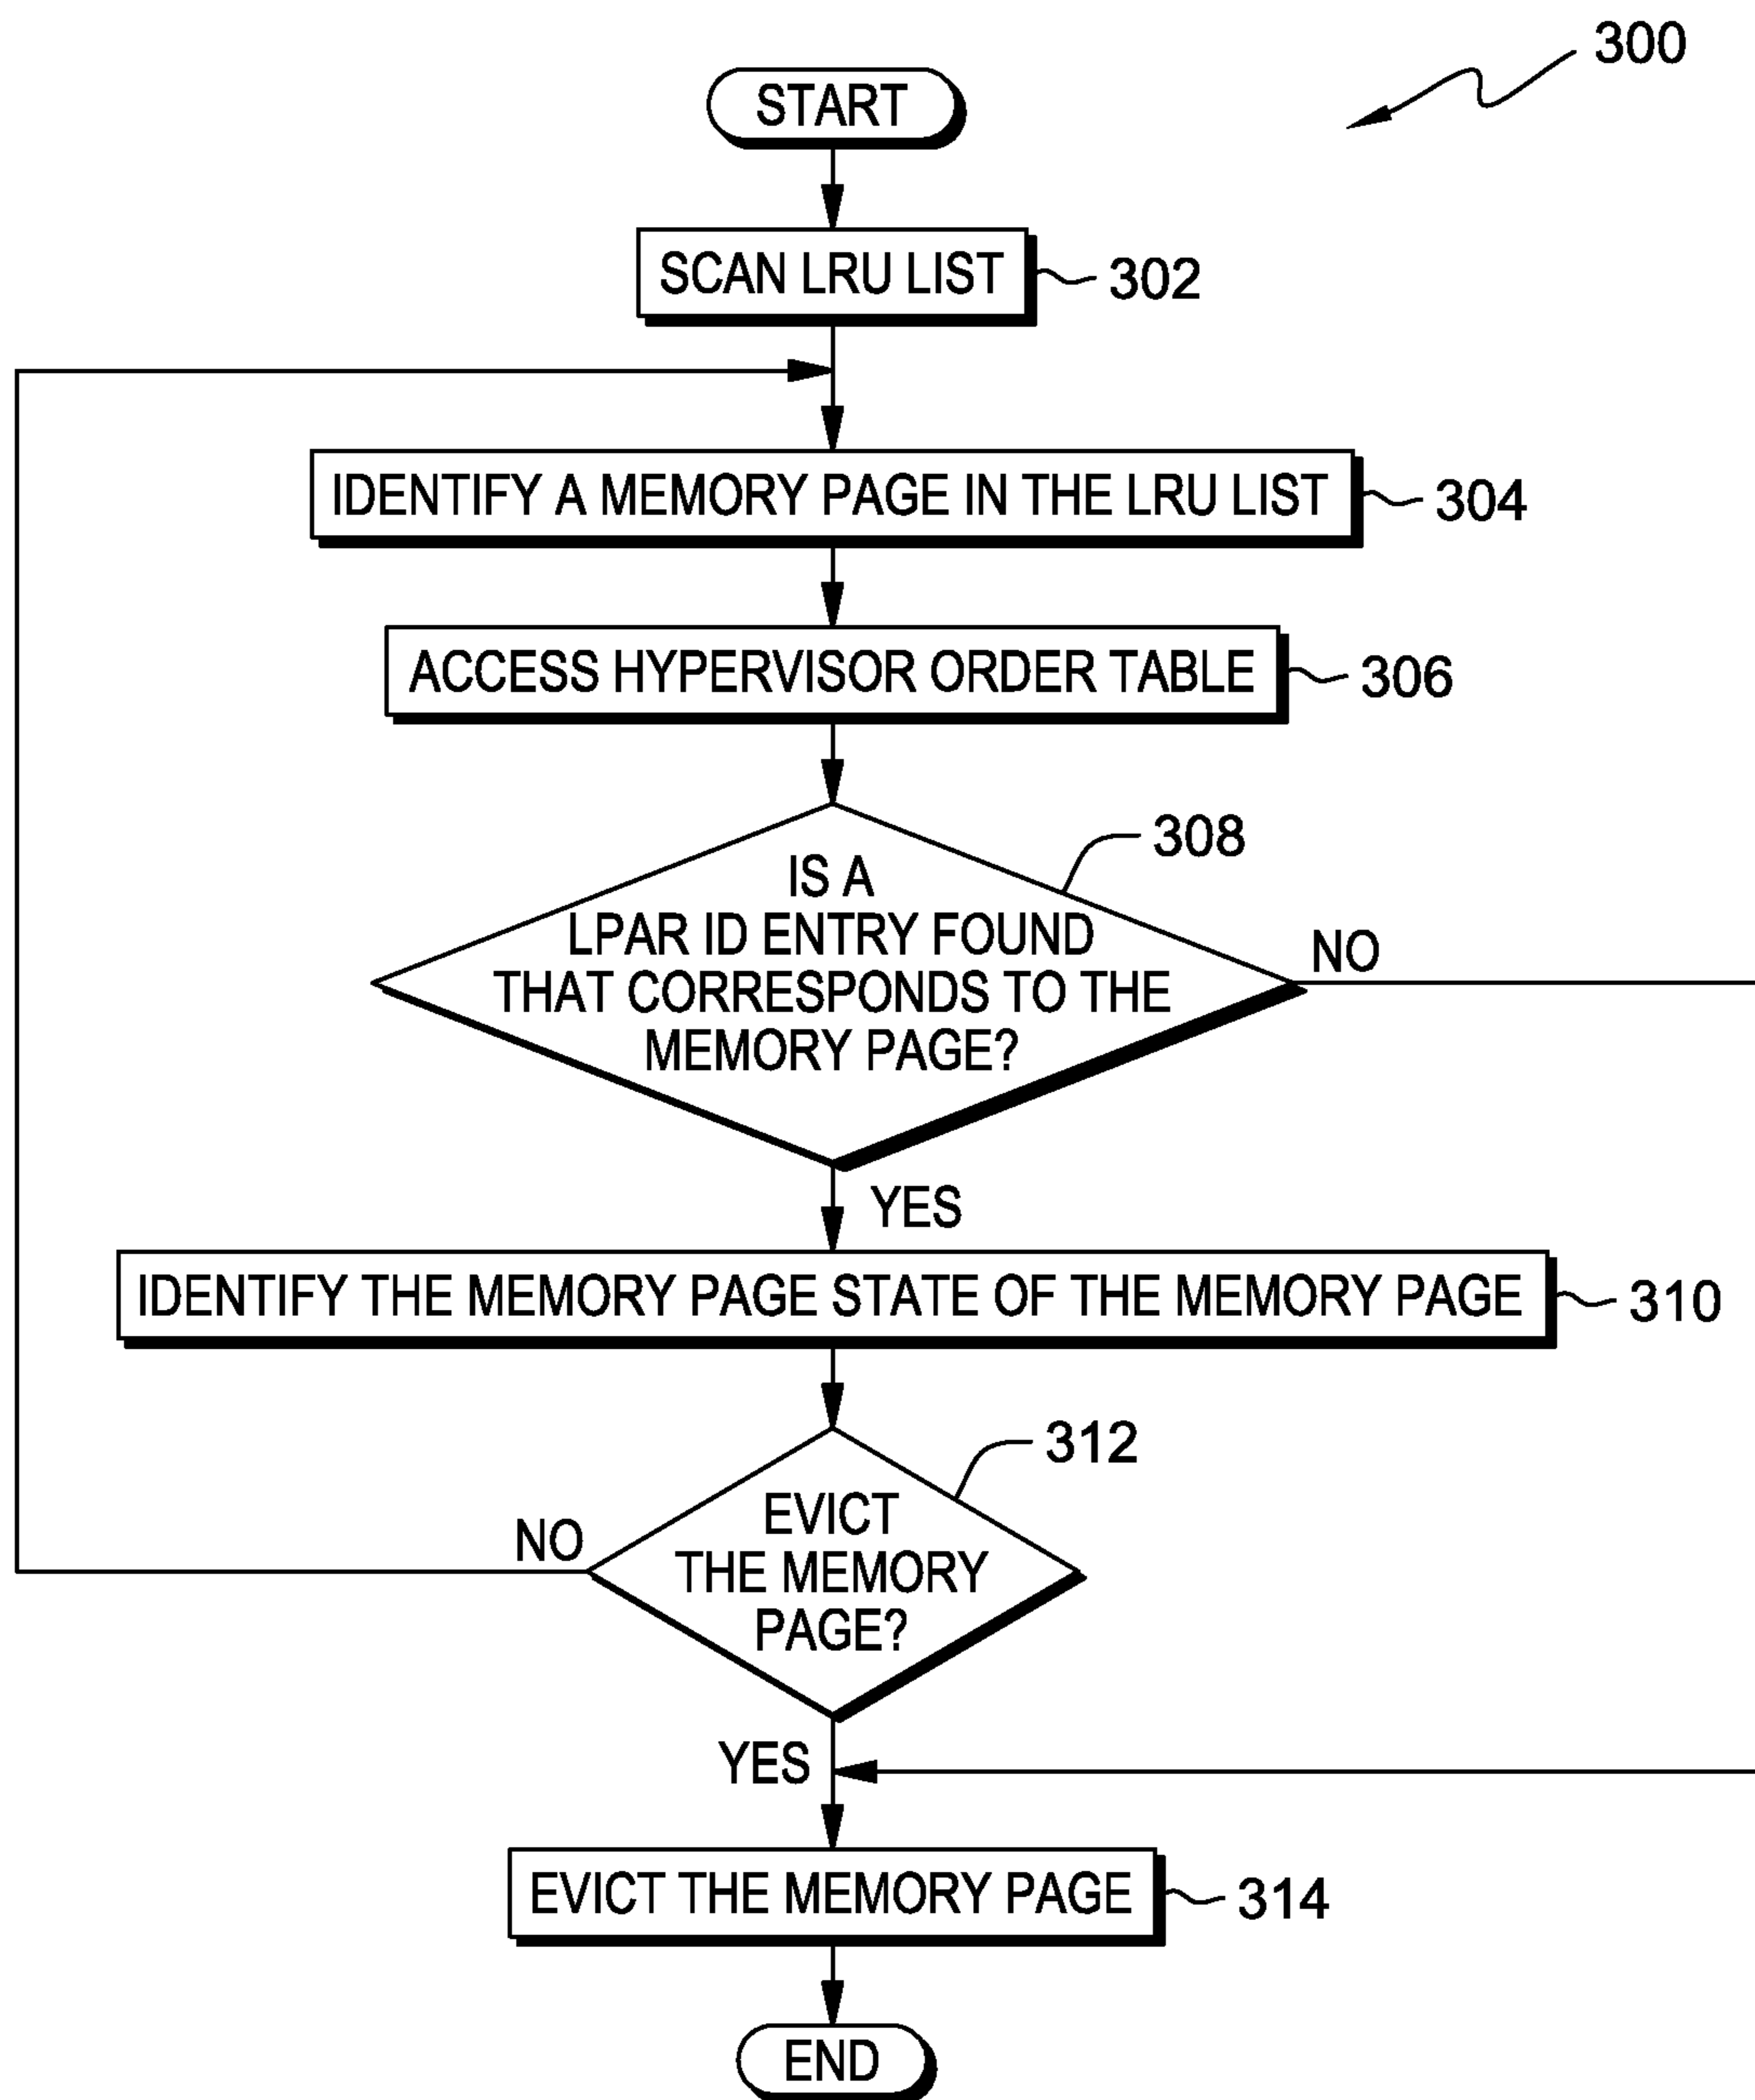 300
START
SCAN LRU LIST
302
IDENTIFY A MEMORY PAGE IN THE LRU LIST
304
ACCESS HYPERVISOR ORDER TABLE
306
308
IS A
LPAR ID ENTRY FOUND
THAT CORRESPONDS TO THE
MEMORY PAGE?
NO
YES
IDENTIFY THE MEMORY PAGE STATE OF THE MEMORY PAGE
310
312
EVICT
THE MEMORY
PAGE?
NO
YES
EVICT THE MEMORY PAGE
314
END